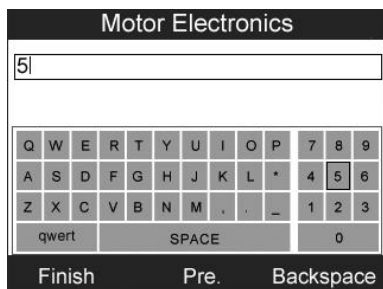 Motor Electronics
5
Q W E R T Y U I O P 7 8 9
A S D F G H J K L * 4 5 6
Z X C V B N M , . _ 1 2 3
qwert SPACE 0
Finish Pre. Backspace